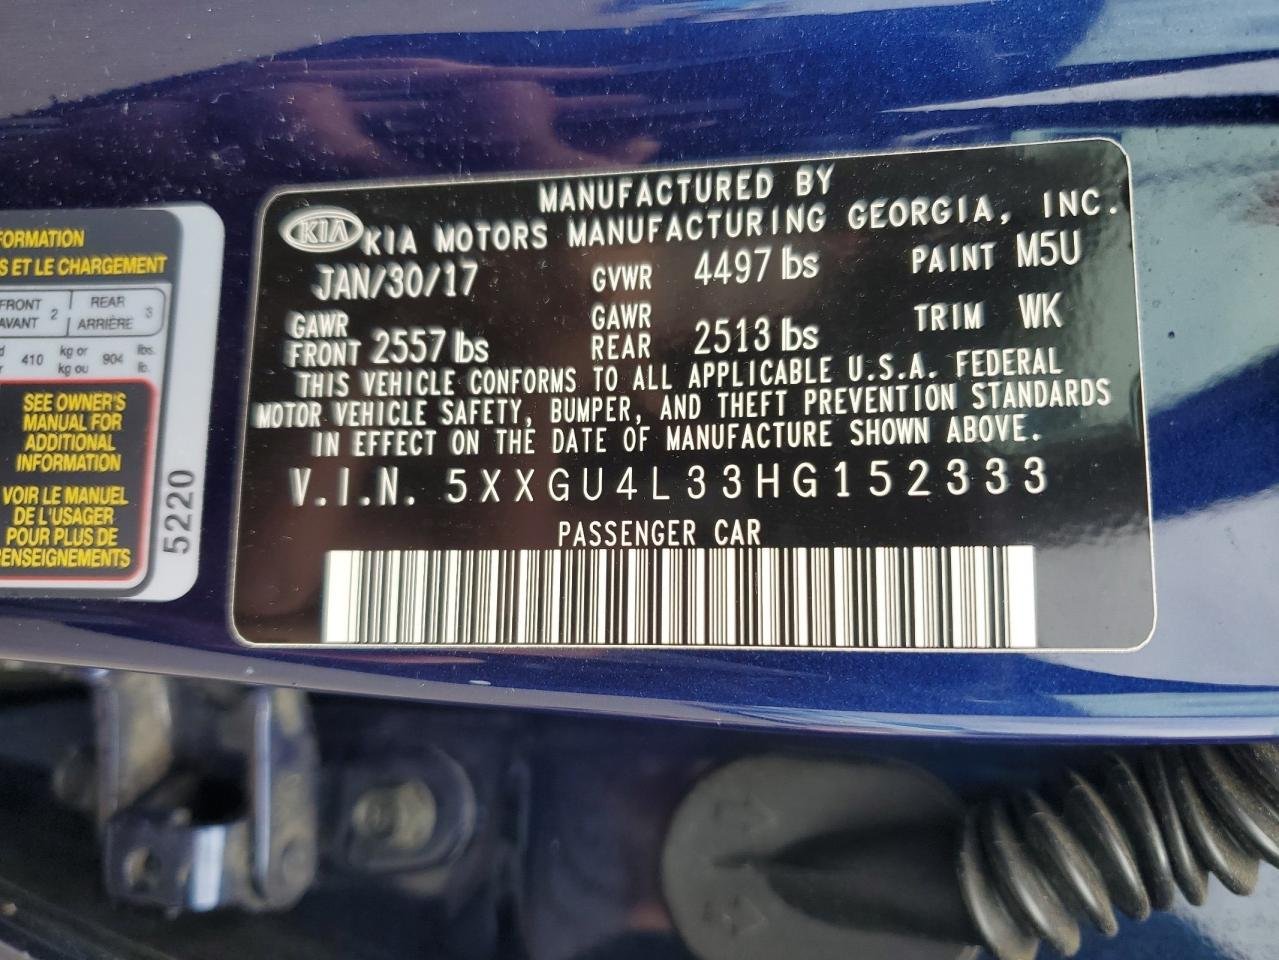 FORMATION
S ET LE CHARGEMENT
FRONT 2 REAR 3
AVANT ARRIÈRE
410 kg or 904 lbs.
kg ou lb.
SEE OWNER'S
MANUAL FOR
ADDITIONAL
INFORMATION
VOIR LE MANUEL
DE L'USAGER
POUR PLUS DE
RENSEIGNEMENTS
5220
MANUFACTURED BY
KIA KIA MOTORS MANUFACTURING GEORGIA, INC.
JAN/30/17 GVWR 4497 lbs PAINT M5U
GAWR GAWR TRIM WK
FRONT 2557 lbs REAR 2513 lbs
THIS VEHICLE CONFORMS TO ALL APPLICABLE U.S.A. FEDERAL
MOTOR VEHICLE SAFETY, BUMPER, AND THEFT PREVENTION STANDARDS
IN EFFECT ON THE DATE OF MANUFACTURE SHOWN ABOVE.
V.I.N. 5XXGU4L33HG152333
PASSENGER CAR